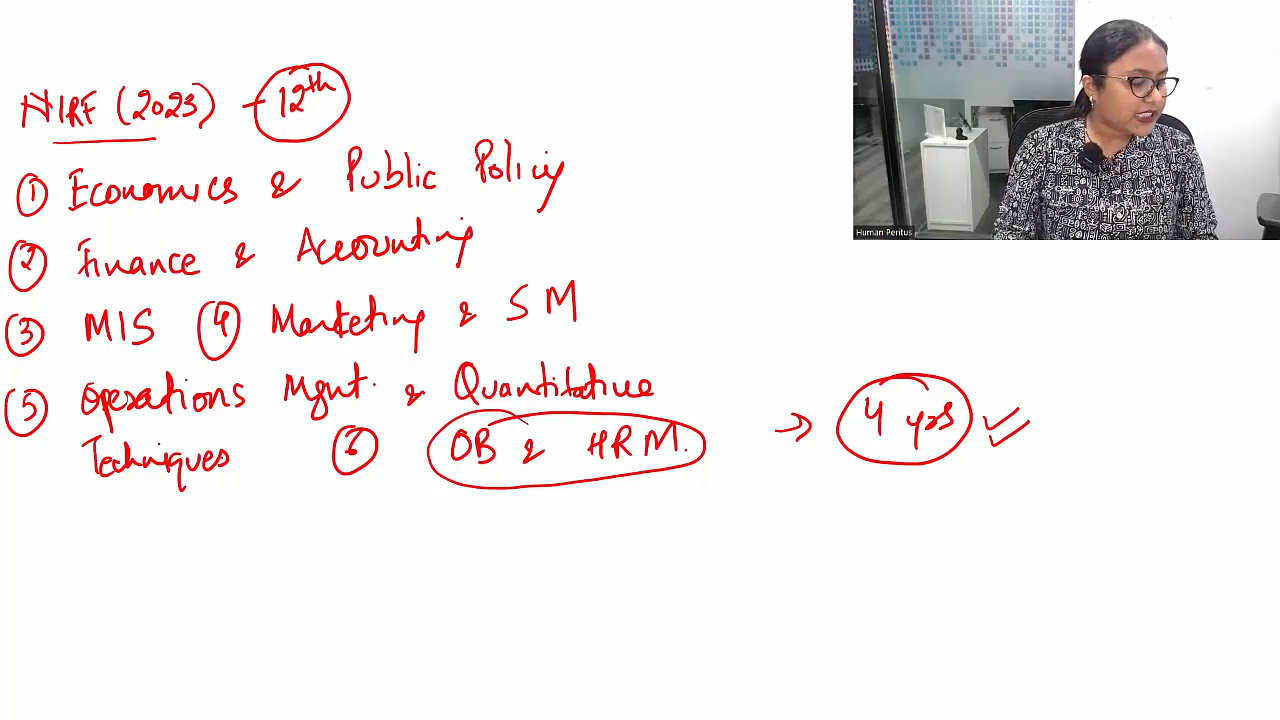 NIRF (2023) - 12th
① Economics & Public Policy
② Finance & Accounting
③ MIS ④ Marketing & SM
⑤ Operations Mgnt. & Quantitative
Techniques ⑥ OB & HRM. → 4 yrs ✓✓
Human Peritus